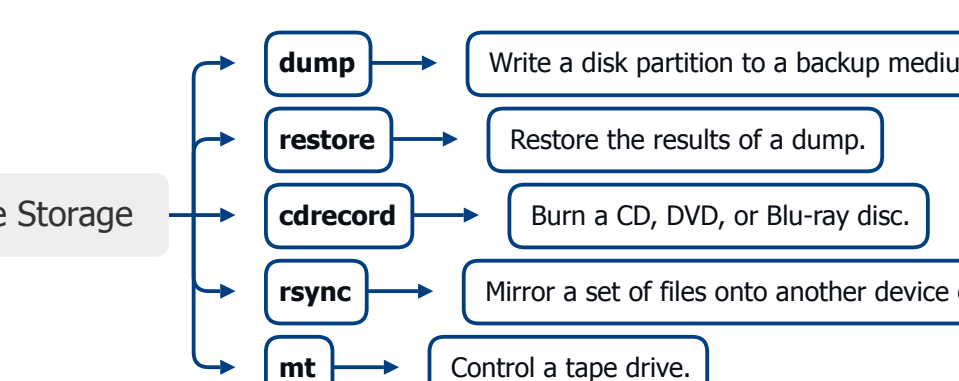 dump
Write a disk partition to a backup
restore
Restore the results of a dump.
e Storage
cdrecord
Burn a CD, DVD, or Blu-ray disc.
rsync
Mirror a set of files onto another device
mt
Control a tape drive.